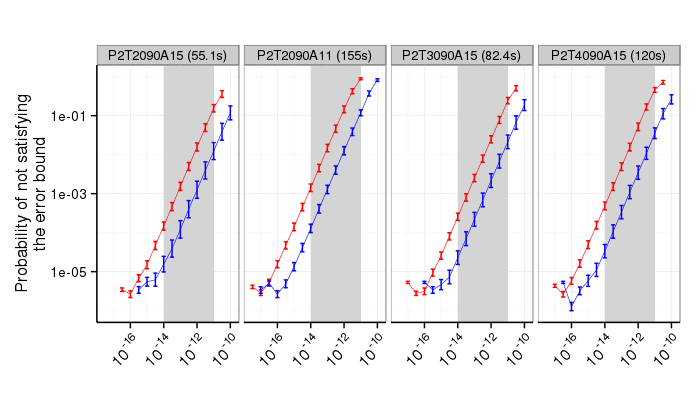 P2T2090A15 (55.1s) P2T2090A11 (155s) P2T3090A15 (82.4s) P2T4090A15 (120s)
Probability of not satisfying
the error bound
1e-01
1e-03
1e-05
10^-16 10^-14 10^-12 10^-10 10^-16 10^-14 10^-12 10^-10 10^-16 10^-14 10^-12 10^-10 10^-16 10^-14 10^-12 10^-10